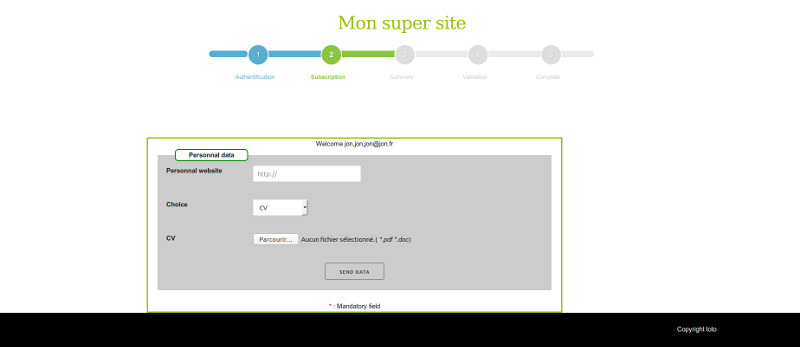 Mon super site
1 2 3 4 5
Authentification Subscription Summary Validation Complete
Welcome jon,jon,jon@jon.fr
Personnal data
Personnal website http://
Choice CV
CV Parcourir... Aucun fichier sélectionné. ( *.pdf *.doc)
SEND DATA
* : Mandatory field
Copyright toto